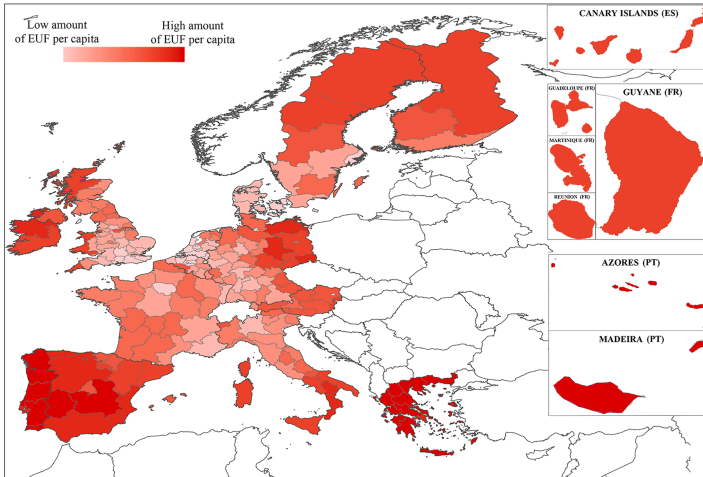 Low amount
of EUF per capita
High amount
of EUF per capita
CANARY ISLANDS (ES)
GUADELOUPE (FR)
GUYANE (FR)
MARTINIQUE (FR)
REUNION (FR)
AZORES (PT)
MADEIRA (PT)